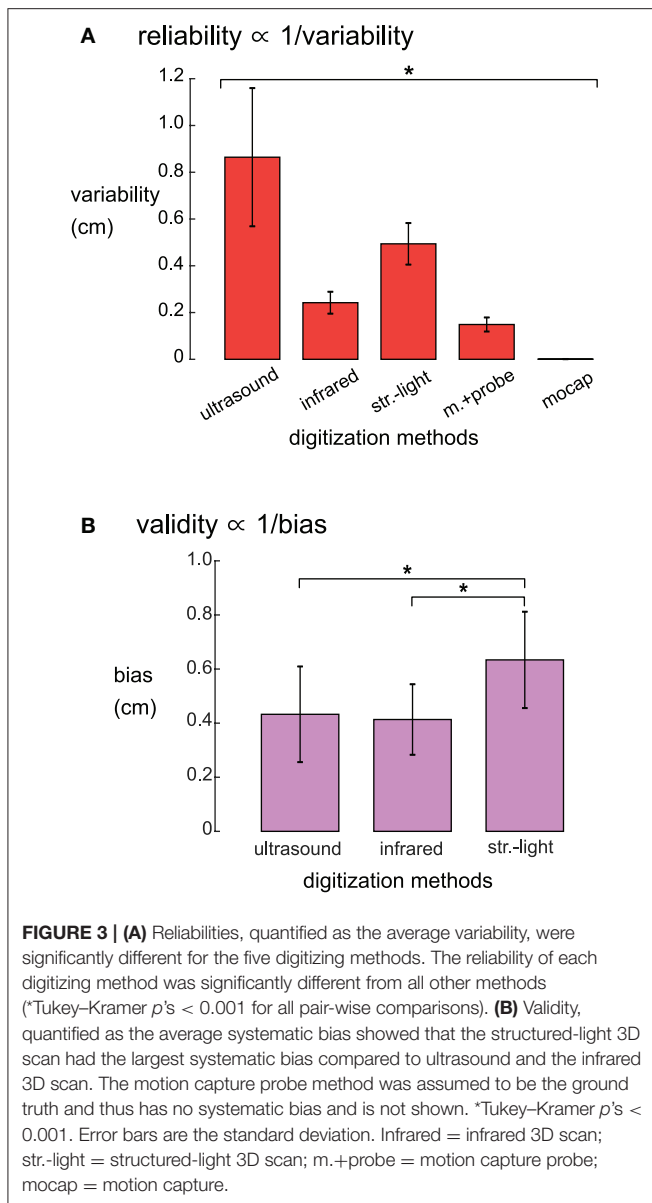 A reliability ∝ 1/variability
*
1.2
1.0
0.8
variability
(cm)
0.6
0.4
0.2
0
ultrasound
infrared
str.-light
m.+probe
mocap
digitization methods
B validity ∝ 1/bias
1.0
*
*
0.8
0.6
bias
(cm)
0.4
0.2
0
ultrasound infrared str.-light
digitization methods
FIGURE 3 | (A) Reliabilities, quantified as the average variability, were
significantly different for the five digitizing methods. The reliability of each
digitizing method was significantly different from all other methods
(*Tukey–Kramer p's < 0.001 for all pair-wise comparisons). (B) Validity,
quantified as the average systematic bias showed that the structured-light 3D
scan had the largest systematic bias compared to ultrasound and the infrared
3D scan. The motion capture probe method was assumed to be the ground
truth and thus has no systematic bias and is not shown. *Tukey–Kramer p's <
0.001. Error bars are the standard deviation. Infrared = infrared 3D scan;
str.-light = structured-light 3D scan; m.+probe = motion capture probe;
mocap = motion capture.